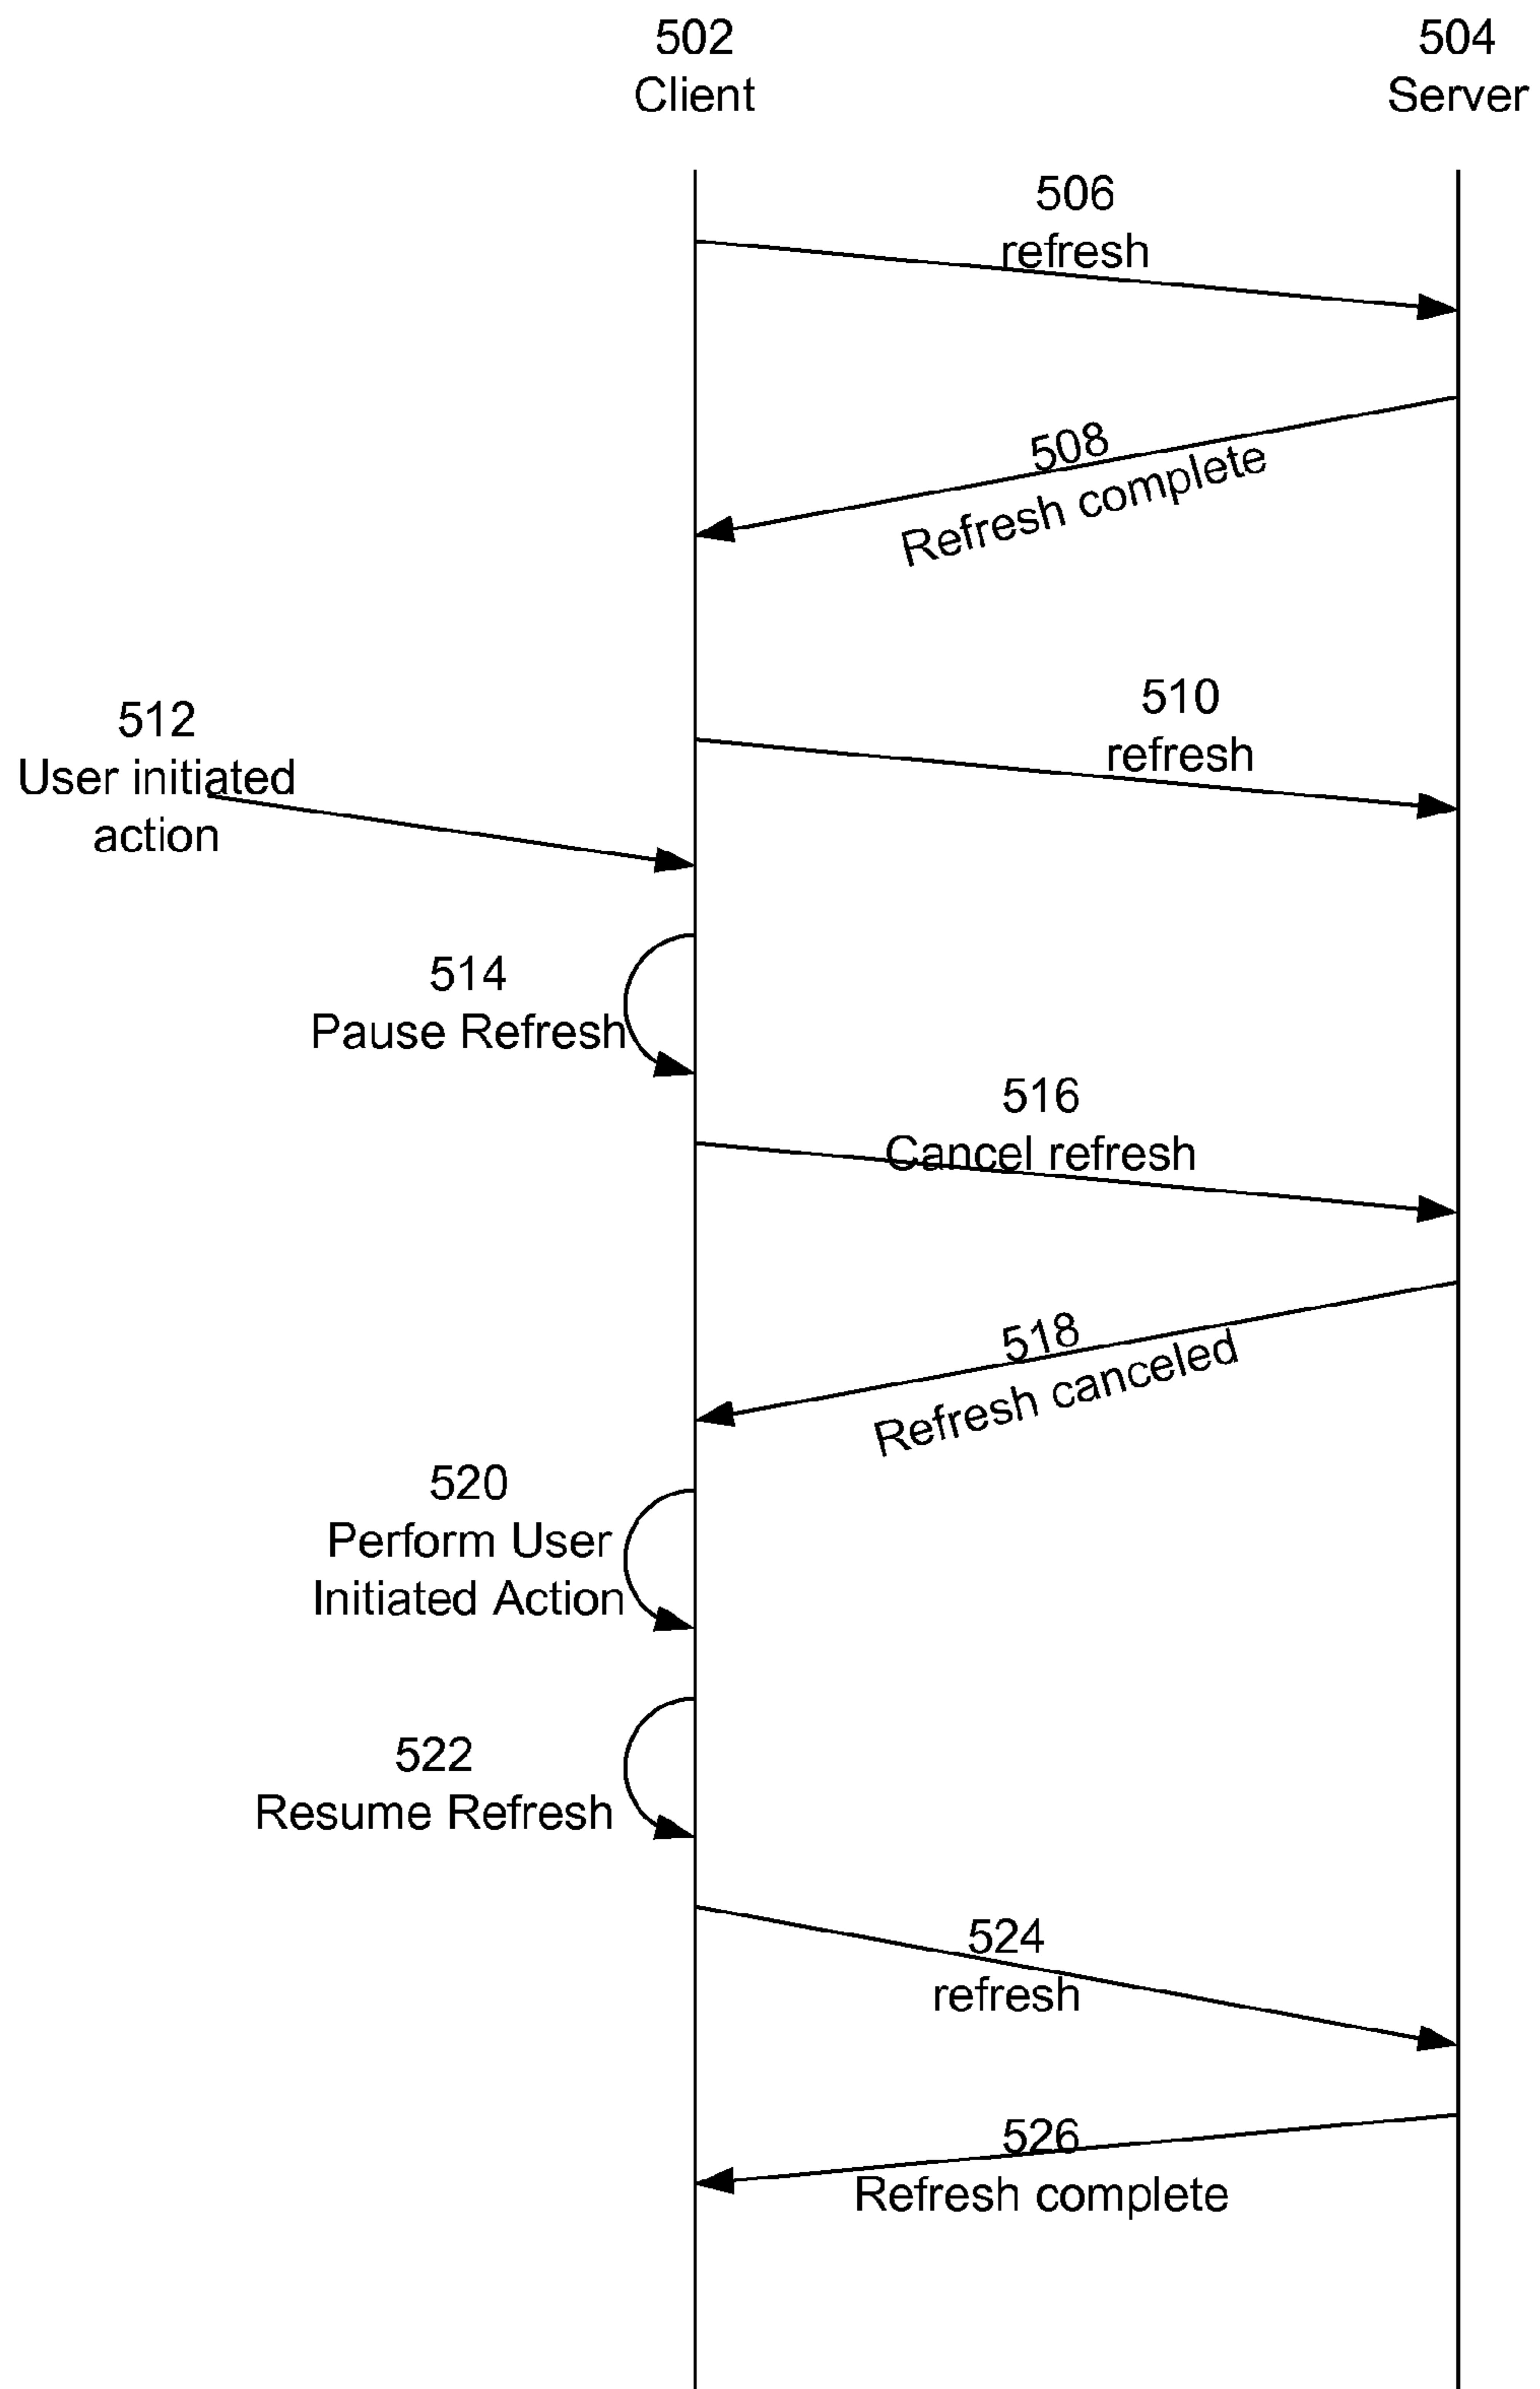 502
Client
504
Server
506
refresh
508
Refresh complete
510
refresh
512
User initiated
action
514
Pause Refresh
516
Cancel refresh
518
Refresh canceled
520
Perform User
Initiated Action
522
Resume Refresh
524
refresh
526
Refresh complete